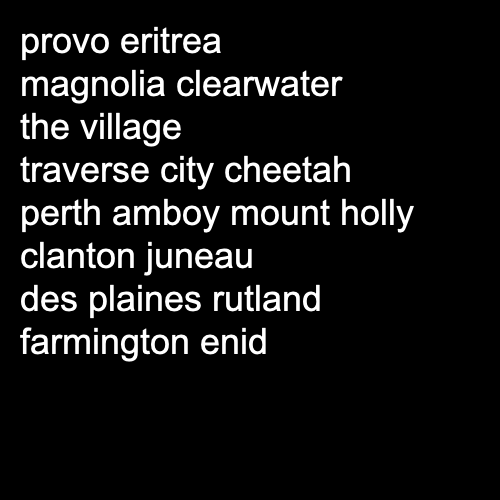 provo eritrea
magnolia clearwater
the village
traverse city cheetah
perth amboy mount holly
clanton juneau
des plaines rutland
farmington enid